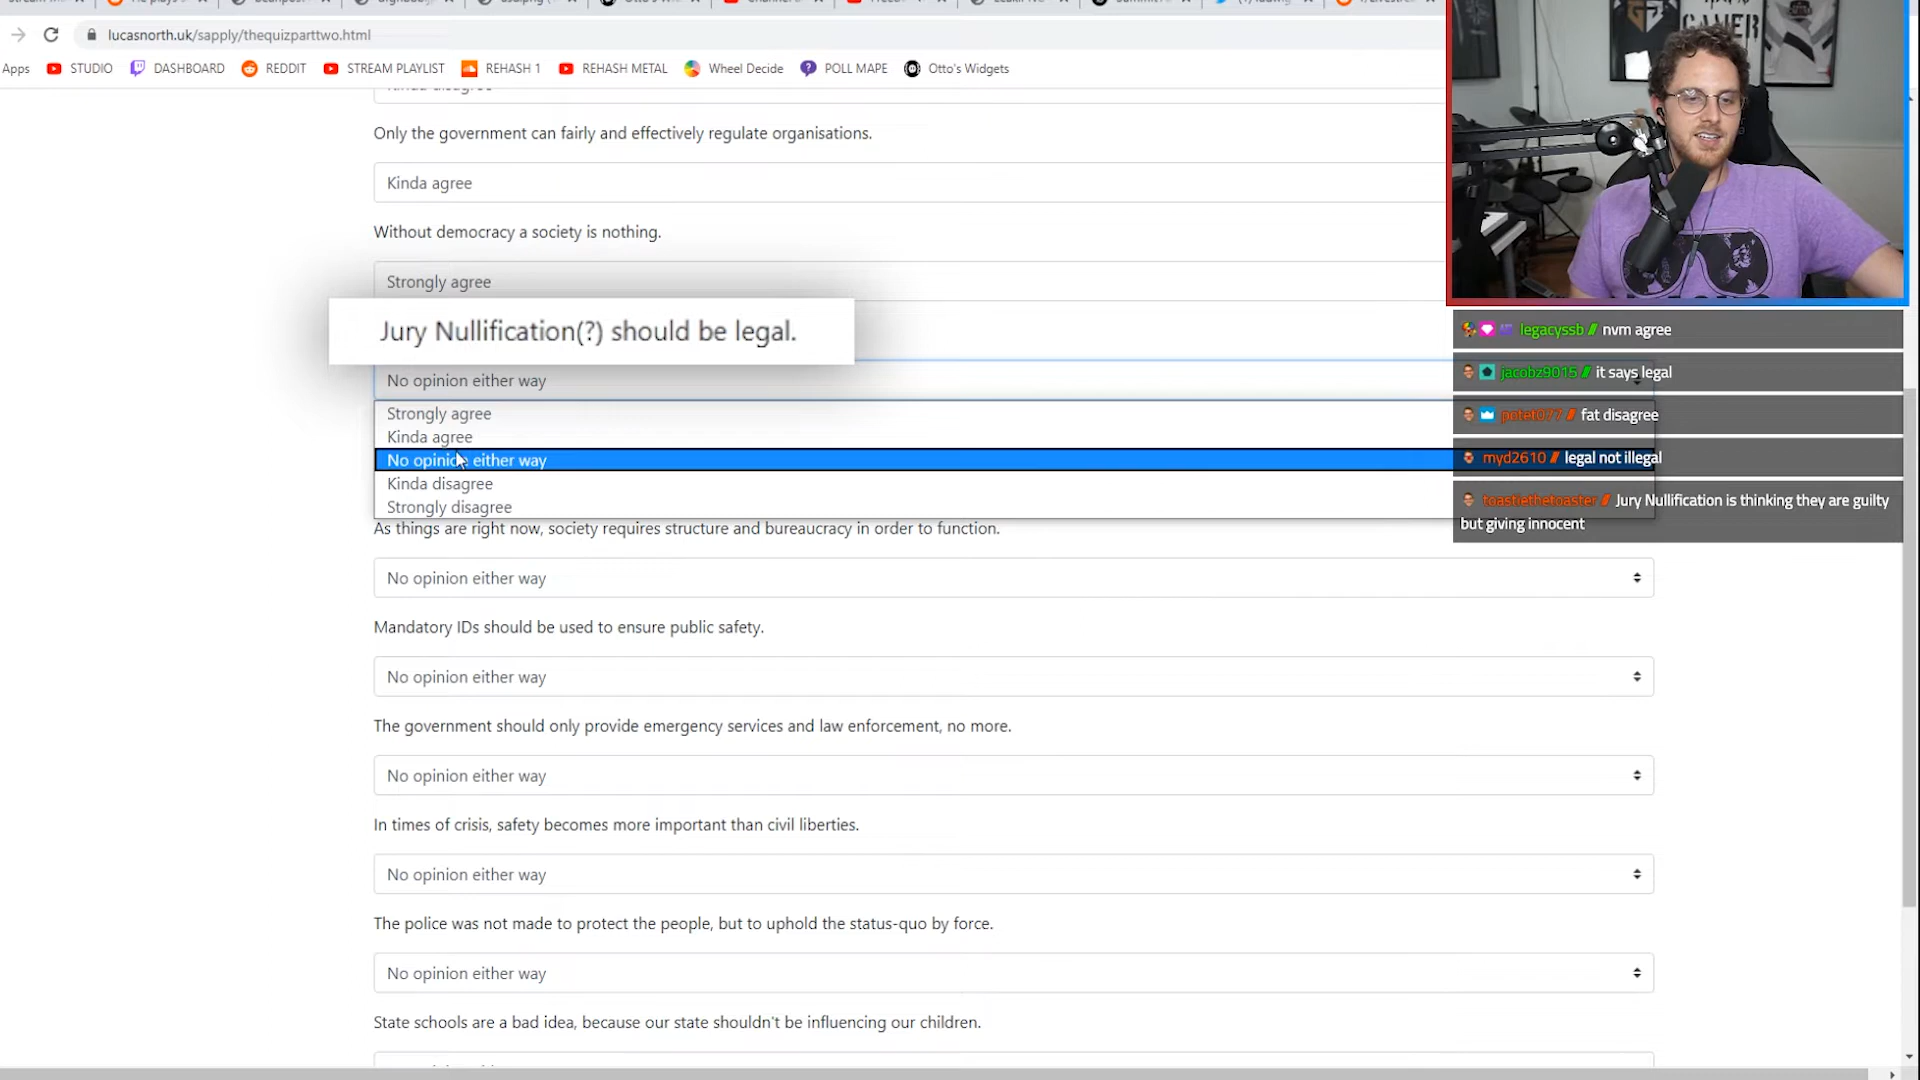 lucasnorth.uk/sapply/thequizparttwo.html
Apps STUDIO DASHBOARD REDDIT STREAM PLAYLIST REHASH 1 REHASH METAL Wheel Decide POLL MAPE Otto's Widgets
Kinda disagree
Only the government can fairly and effectively regulate organisations.
Kinda agree
Without democracy a society is nothing.
Strongly agree
Jury Nullification(?) should be legal.
No opinion either way
Strongly agree
Kinda agree
No opinion either way
Kinda disagree
Strongly disagree
As things are right now, society requires structure and bureaucracy in order to function.
No opinion either way
Mandatory IDs should be used to ensure public safety.
No opinion either way
The government should only provide emergency services and law enforcement, no more.
No opinion either way
In times of crisis, safety becomes more important than civil liberties.
No opinion either way
The police was not made to protect the people, but to uphold the status-quo by force.
No opinion either way
State schools are a bad idea, because our state shouldn't be influencing our children.
GAMER
legacyssb // nvm agree
jacobz9015 // it says legal
potet077 // fat disagree
myd2610 // legal not illegal
toastiethetoaster // Jury Nullification is thinking they are guilty
but giving innocent